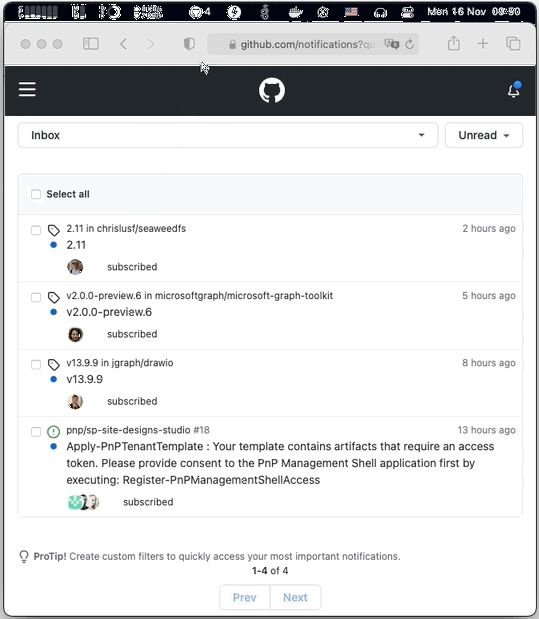 Mon 16 Nov 09:50
github.com/notifications?qu
Inbox
Unread
Select all
2.11 in chrislusf/seaweedfs
2 hours ago
2.11
subscribed
v2.0.0-preview.6 in microsoftgraph/microsoft-graph-toolkit
5 hours ago
v2.0.0-preview.6
subscribed
v13.9.9 in jgraph/drawio
8 hours ago
v13.9.9
subscribed
pnp/sp-site-designs-studio #18
13 hours ago
Apply-PnPTenantTemplate : Your template contains artifacts that require an access
token. Please provide consent to the PnP Management Shell application first by
executing: Register-PnPManagementShellAccess
subscribed
ProTip! Create custom filters to quickly access your most important notifications.
1-4 of 4
Prev
Next